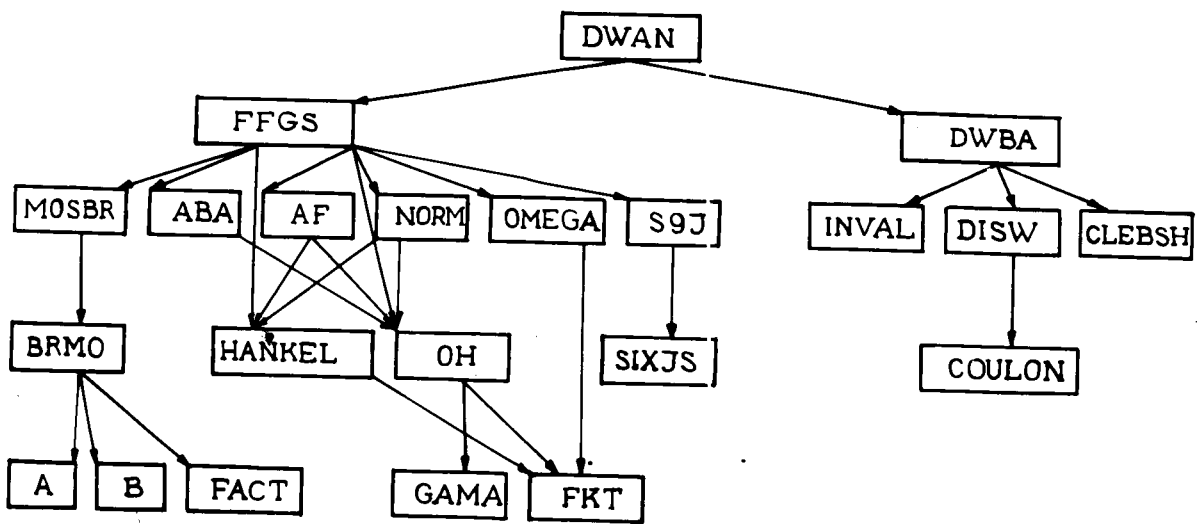 DWAN
FFGS
DWBA
MOSBR
ABA
AF
NORM
OMEGA
S9J
INVAL
DISW
CLEBSH
BRMO
HANKEL
OH
SIXJS
COULON
A
B
FACT
GAMA
FKT